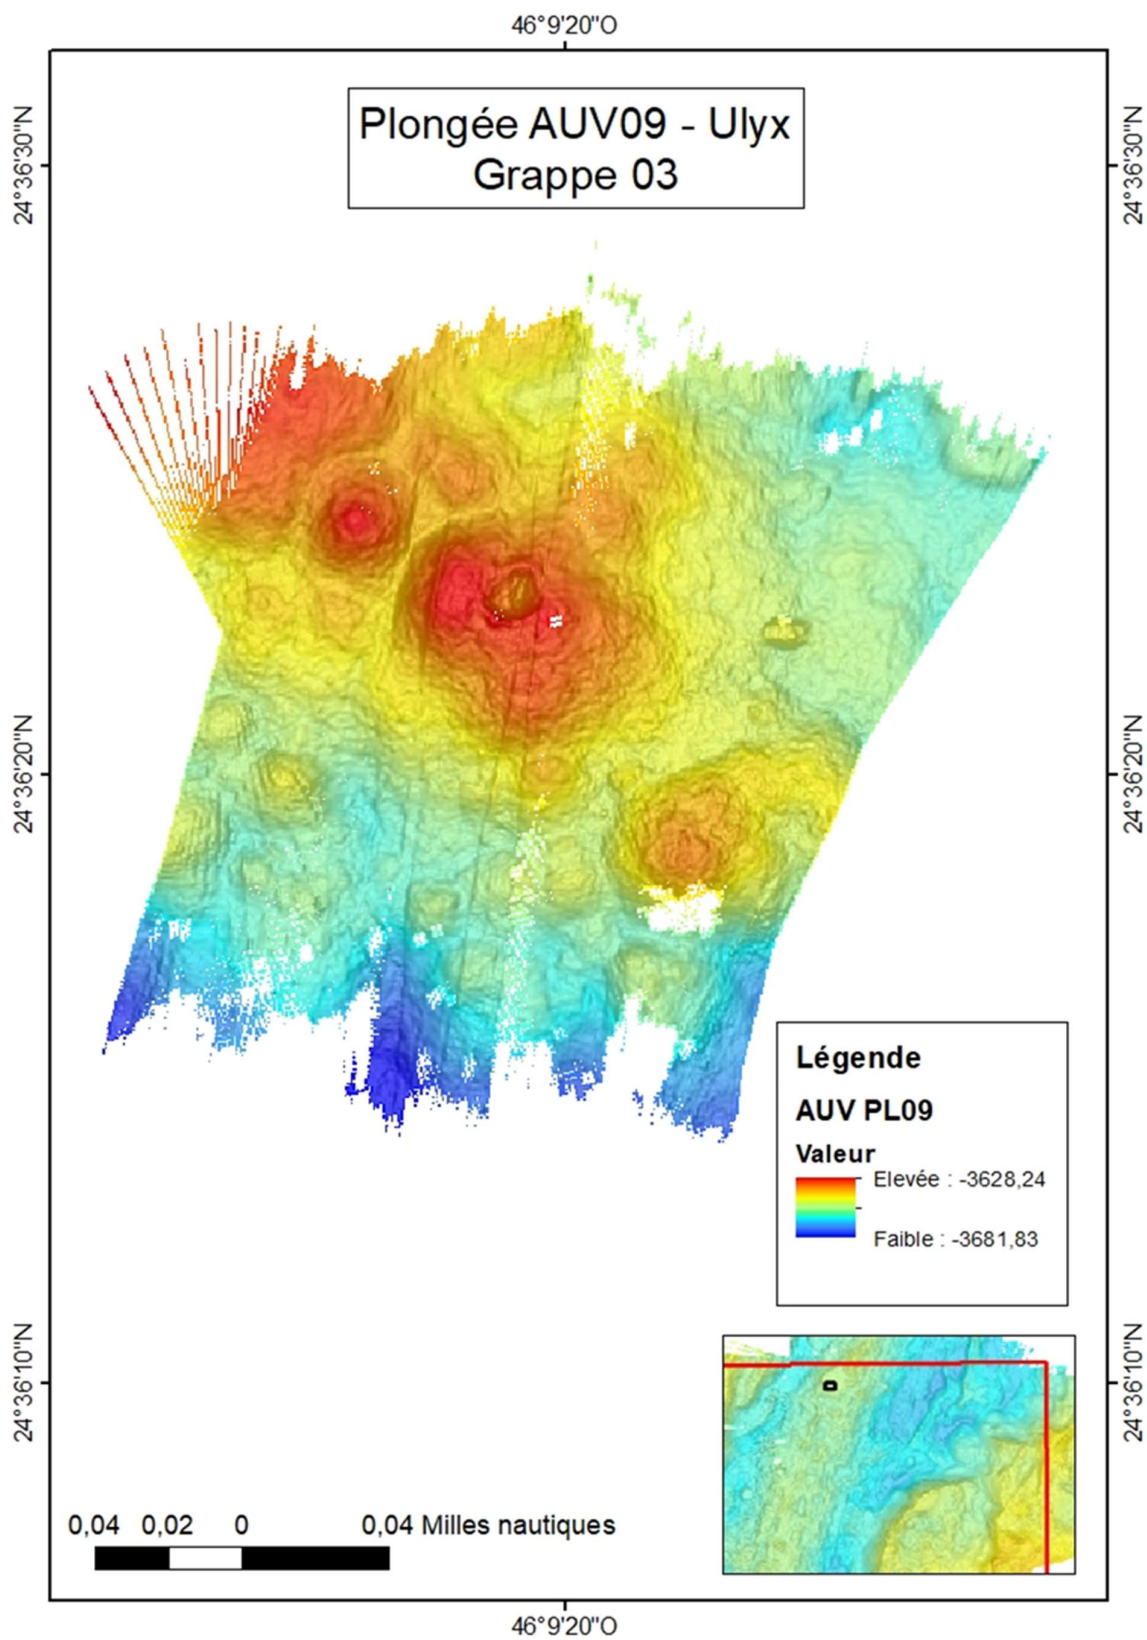 46°9'20"O
Plongée AUV09 - Ulyx
Grappe 03
24°36'30"N
24°36'30"N
24°36'20"N
24°36'20"N
Légende
AUV PL09
Valeur
Elevée : -3628,24
Faible : -3681,83
24°36'10"N
24°36'10"N
0,04 0,02 0 0,04 Milles nautiques
46°9'20"O